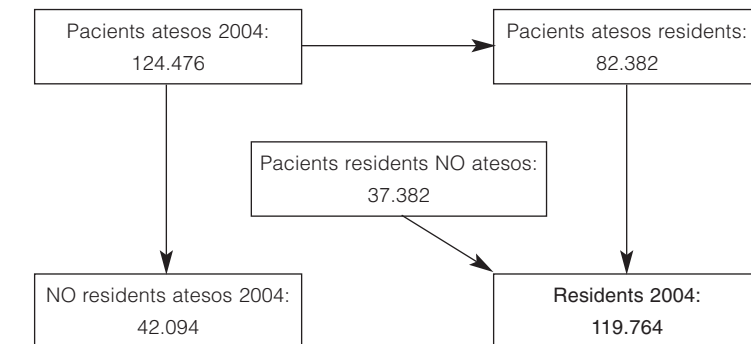 Pacients atesos 2004:
124.476
Pacients atesos residents:
82.382
Pacients residents NO atesos:
37.382
NO residents atesos 2004:
42.094
Residents 2004:
119.764